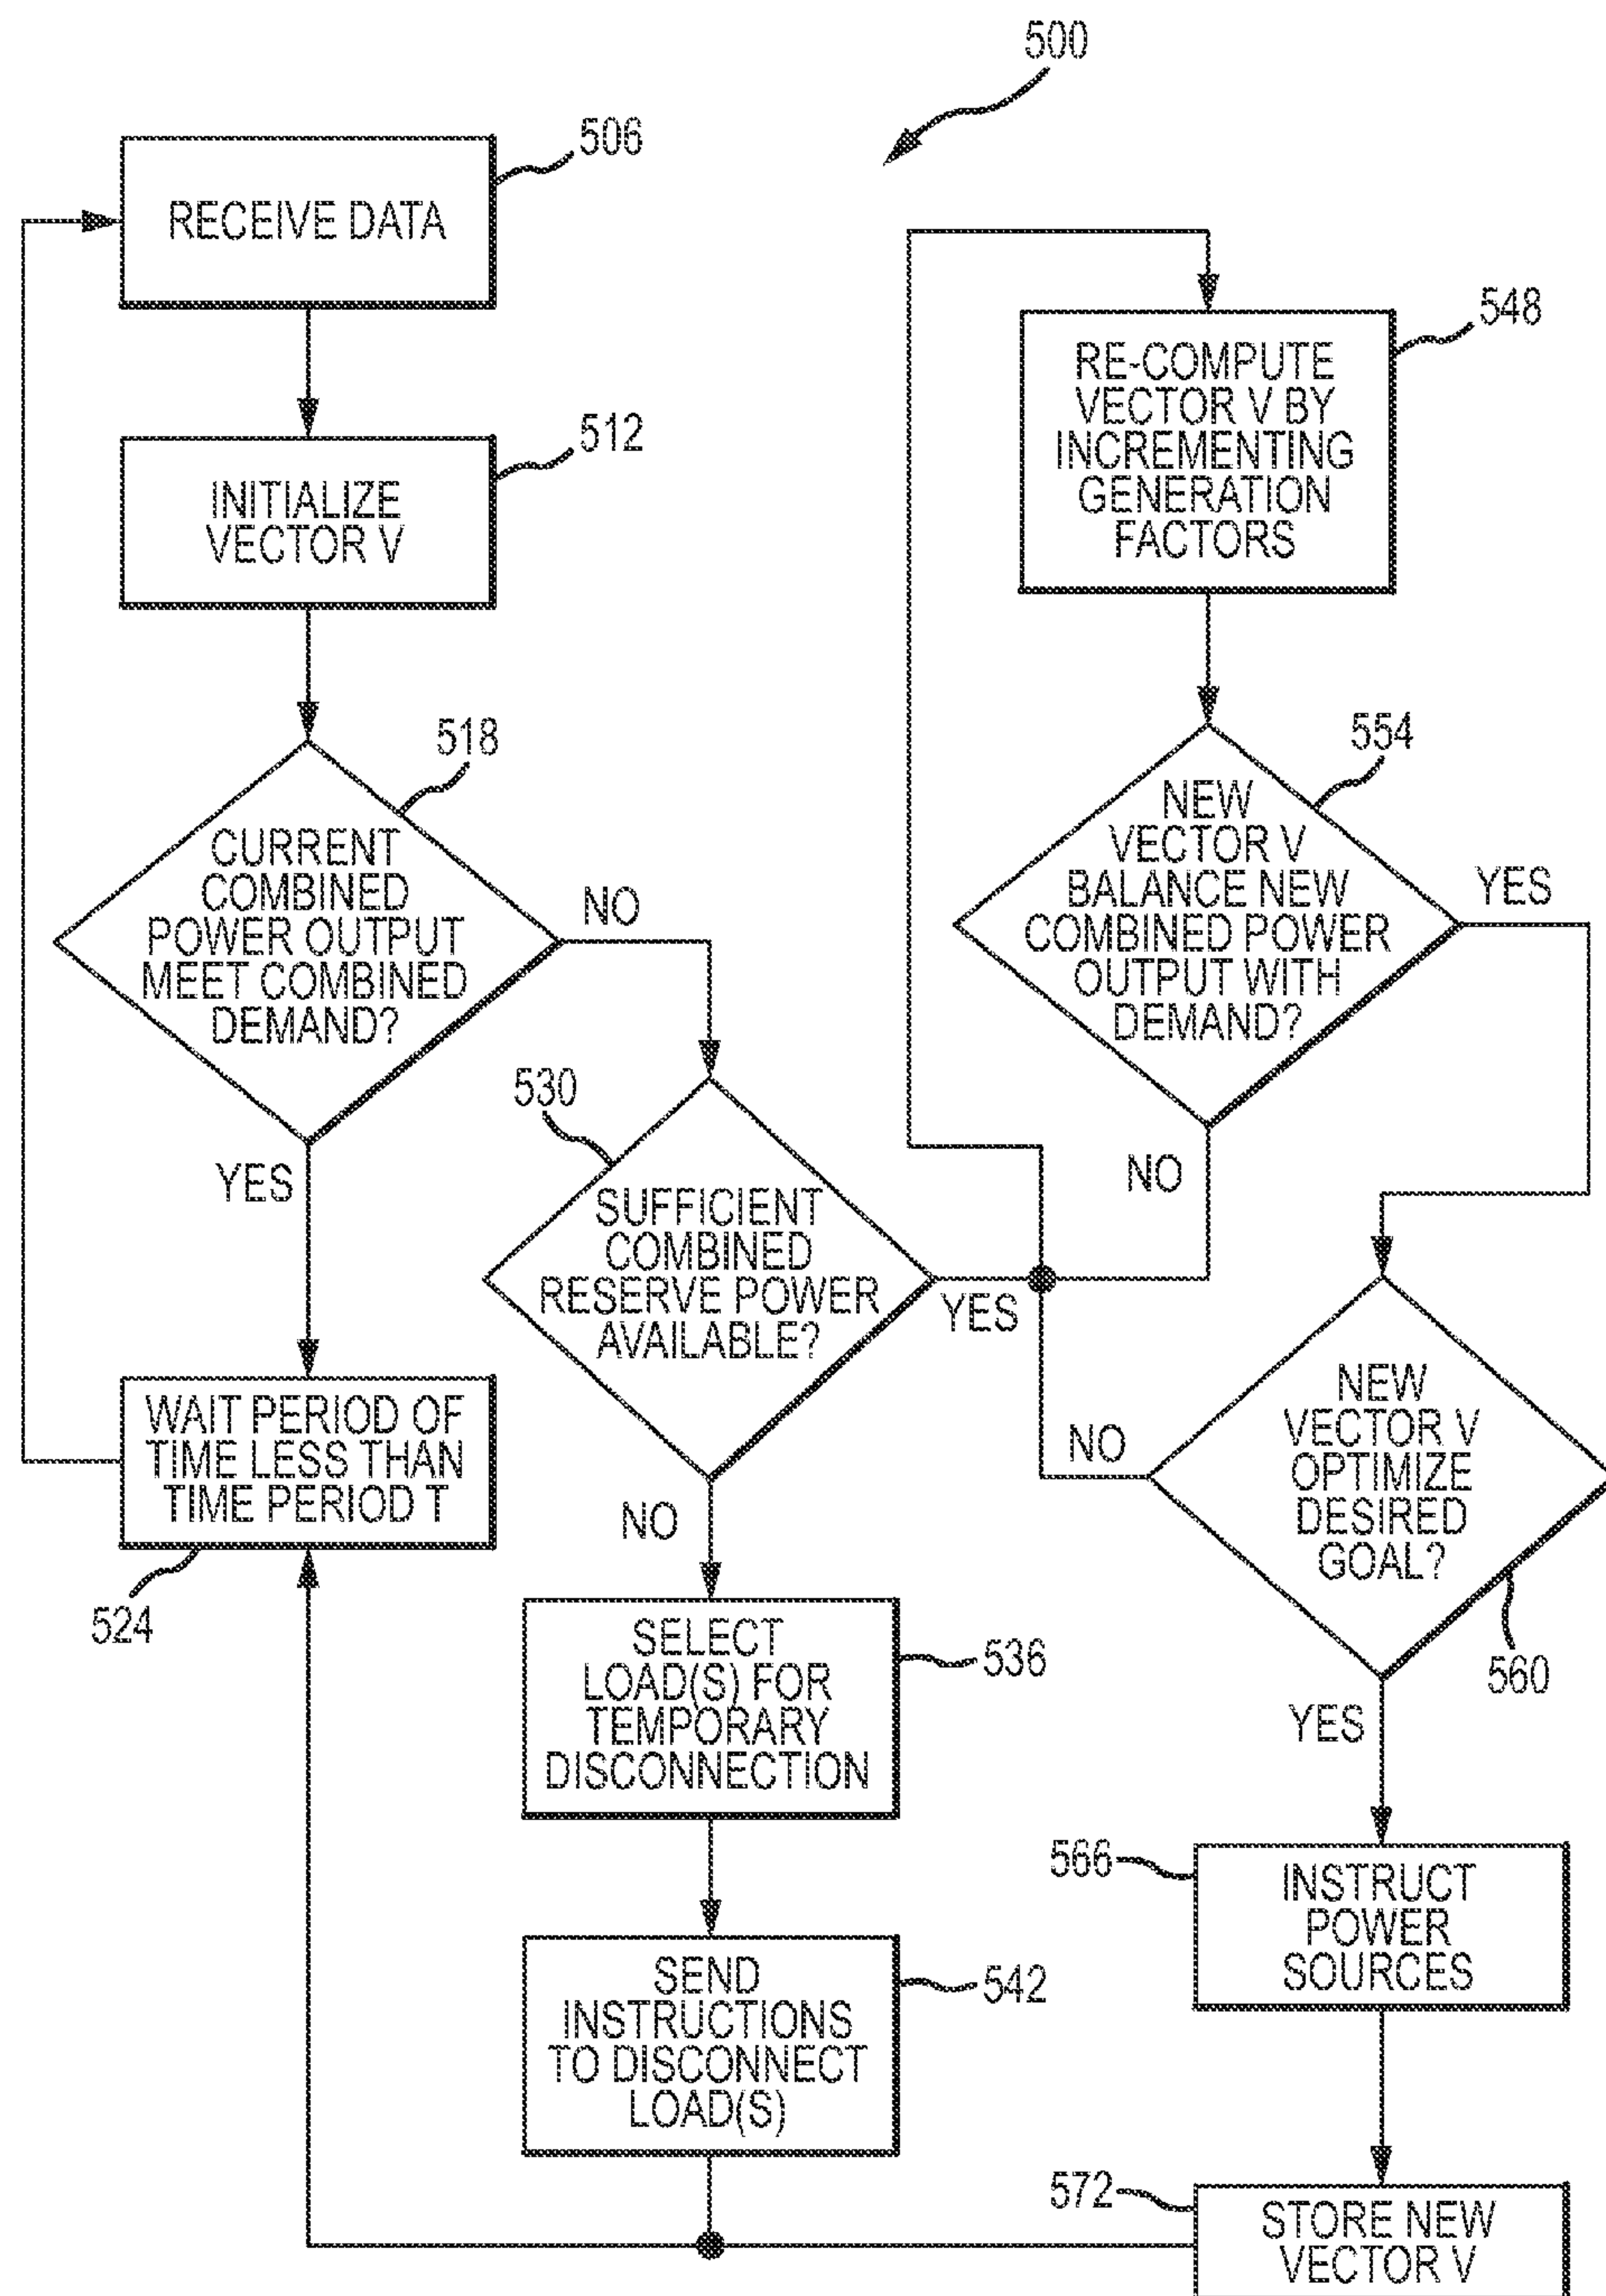 500
506
RECEIVE DATA
512
INITIALIZE
VECTOR V
518
CURRENT
COMBINED
POWER OUTPUT
MEET COMBINED
DEMAND?
NO
YES
WAIT PERIOD OF
TIME LESS THAN
TIME PERIOD T
524
530
SUFFICIENT
COMBINED
RESERVE POWER
AVAILABLE?
YES
NO
SELECT
LOAD(S) FOR
TEMPORARY
DISCONNECTION
536
SEND
INSTRUCTIONS
TO DISCONNECT
LOAD(S)
542
548
RE-COMPUTE
VECTOR V BY
INCREMENTING
GENERATION
FACTORS
554
NEW
VECTOR V
BALANCE NEW
COMBINED POWER
OUTPUT WITH
DEMAND?
YES
NO
NEW
VECTOR V
OPTIMIZE
DESIRED
GOAL?
NO
560
YES
566
INSTRUCT
POWER
SOURCES
572
STORE NEW
VECTOR V